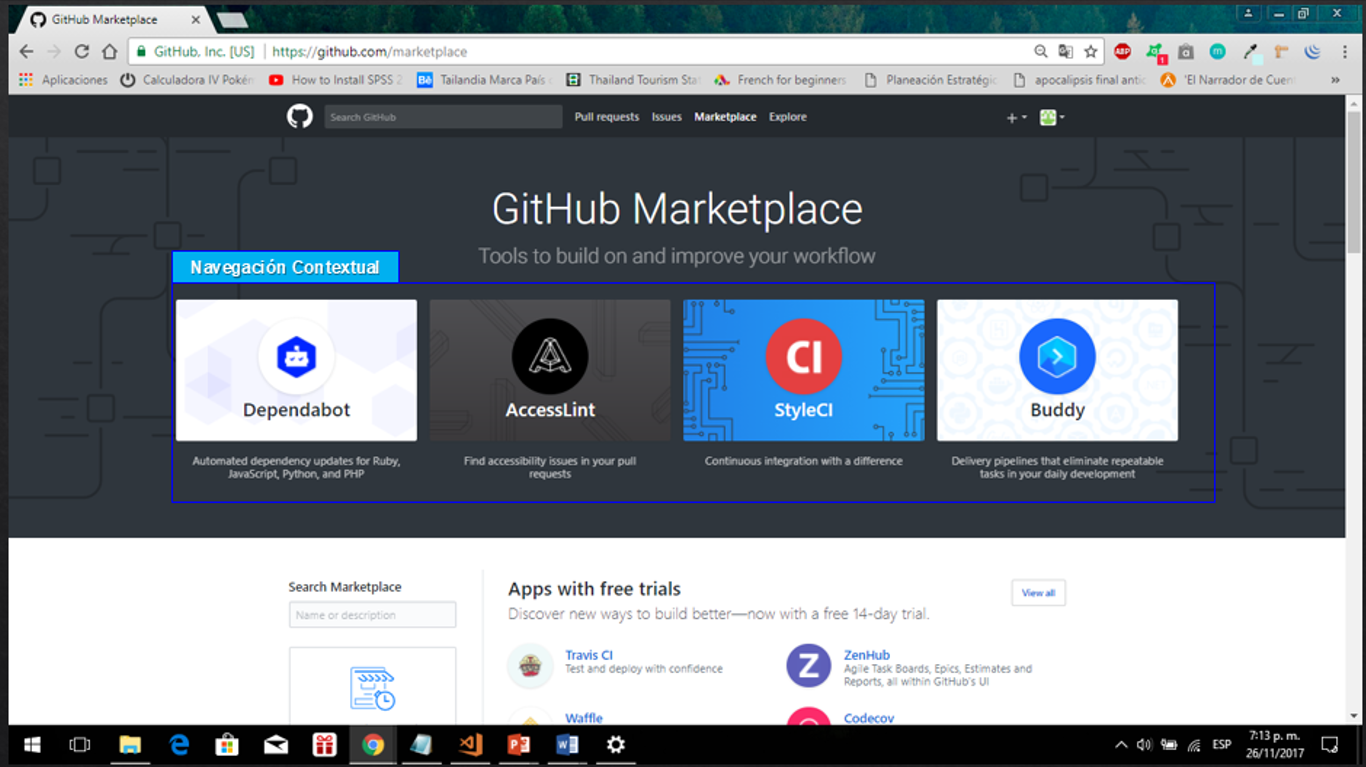 GitHub Marketplace
GitHub, Inc. [US] https://github.com/marketplace
ABP
1
Aplicaciones Calculadora IV Pokén How to Install SPSS 2 Bē Tailandia Marca País Thailand Tourism Sta French for beginners Planeación Estratégic apocalipsis final antic 'El Narrador de Cuen »
Search GitHub Pull requests Issues Marketplace Explore
GitHub Marketplace
Tools to build on and improve your workflow
Navegación Contextual
Dependabot
Automated dependency updates for Ruby,
JavaScript, Python, and PHP
AccessLint
Find accessibility issues in your pull
requests
CI
StyleCI
Continuous integration with a difference
Buddy
Delivery pipelines that eliminate repeatable
tasks in your daily development
Search Marketplace
Name or description
Apps with free trials
View all
Discover new ways to build better—now with a free 14-day trial.
Travis CI
Test and deploy with confidence
Z
ZenHub
Agile Task Boards, Epics, Estimates and
Reports, all within GitHub's UI
Waffle
Codecov
ESP
7:13 p. m.
26/11/2017